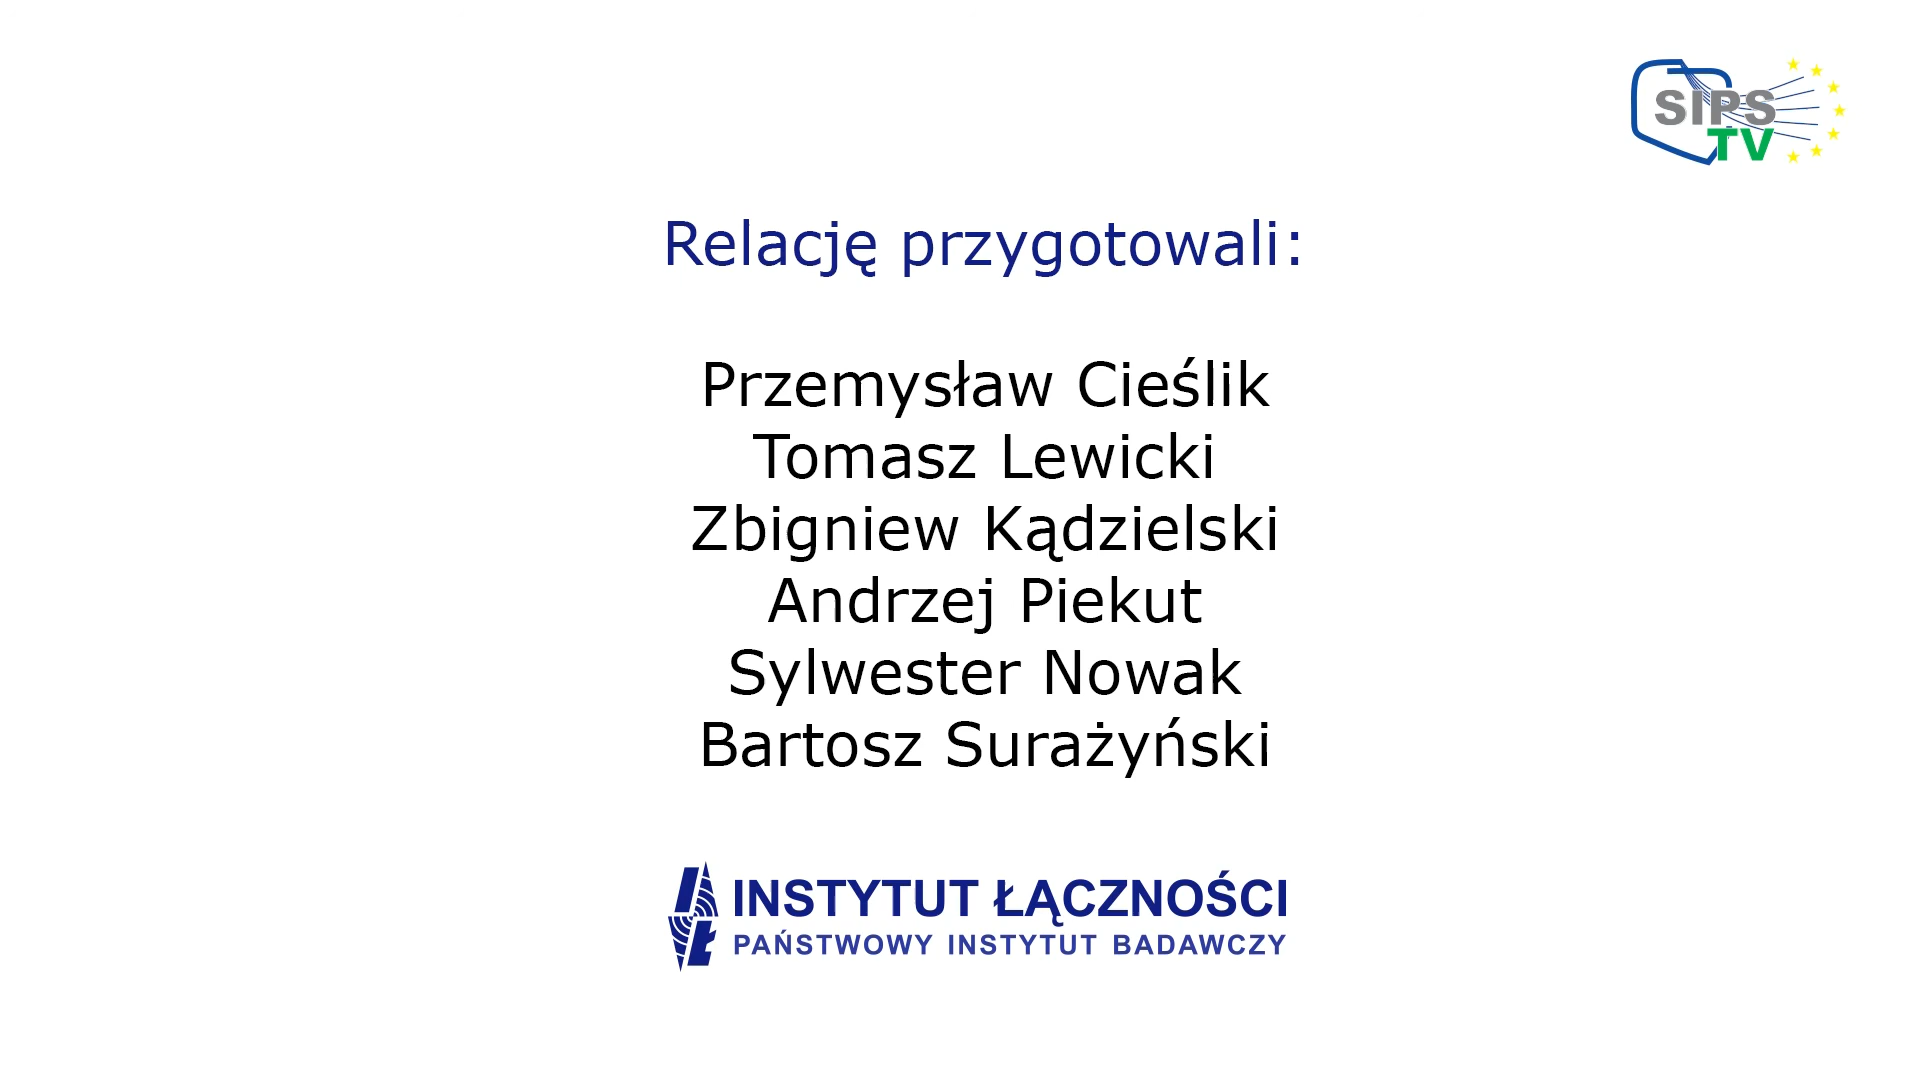 SIPS
TV
Relację przygotowali:
Przemysław Cieślik
Tomasz Lewicki
Zbigniew Kądzielski
Andrzej Piekut
Sylwester Nowak
Bartosz Surażyński
INSTYTUT ŁĄCZNOŚCI
PAŃSTWOWY INSTYTUT BADAWCZY